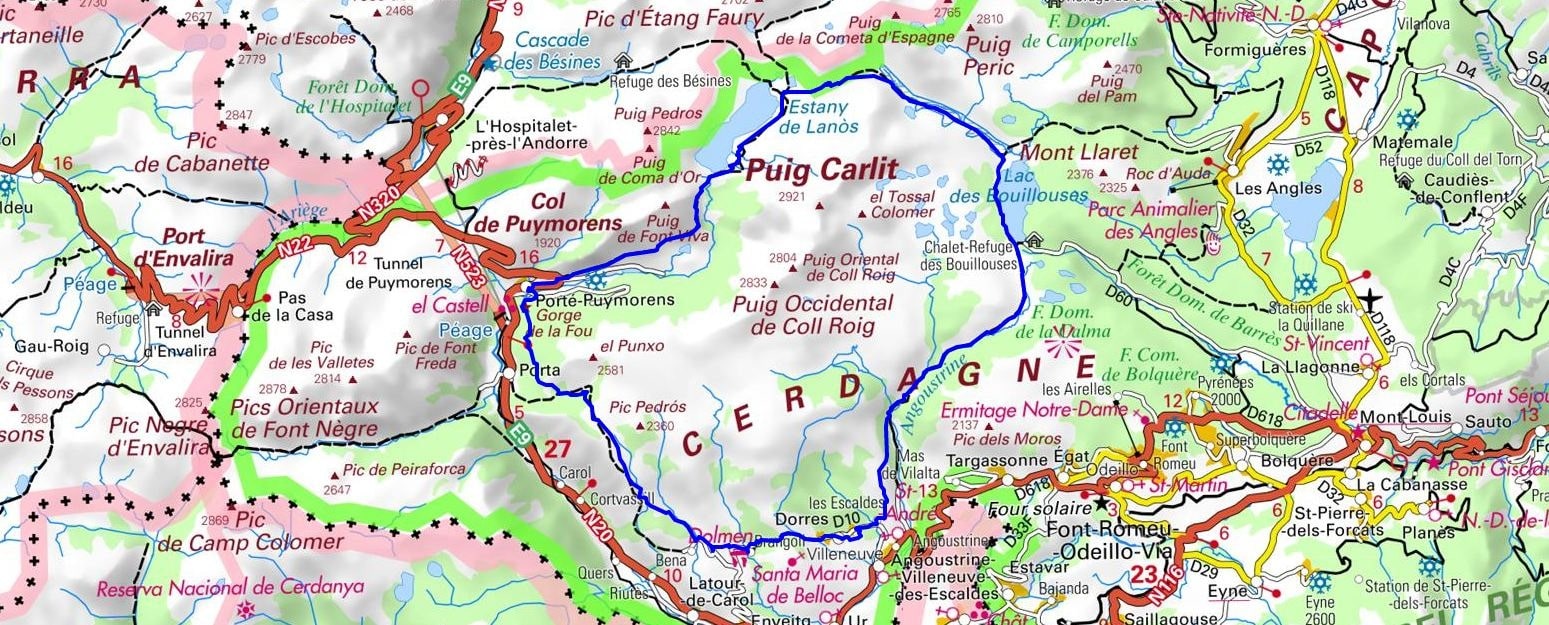 2627
2468
9
Pic d'Étang Faury
2765
2810
Ste-Nativité-N.-D.
D4G
Vilanova
rtaneille
Pic d'Escobes
2779
E9
Cascade
des Bésines
Puig
de la Cometa d'Espagne
Puig
Peric
F. Dom.
de Camporells
Formiguères
Cabrils
R R A
Forêt Dom.
de l'Hospitalet
Refuge des Bésines
2470
Puig
del Pam
D18
D4
C A P C
2847
Puig Pedros
2842
Estany
de Lanòs
5
16
Pic
de Cabanette
L'Hospitalet-
-près-l'Andorre
Puig
de Coma d'Or
Puig Carlit
2921
Mont Llaret
2376
2325
Roc d'Auda
D52
Matemale
Refuge du Coll del Torn
Caudiès-
-de-Conflent
Les Angles
8
ldeu
N320
Ariège
Col
de Puymorens
1920
Puig
de Font Viva
el Tossal
Colomer
Lac
des Bouillouses
Parc Animalier
des Angles
D32
D4F
Port
d'Envalira
N22
12
7
N523
16
Tunnel
de Puymorens
2804
2833
Puig Oriental
de Coll Roig
Chalet-Refuge
des Bouillouses
7
D4C
Péage
Refuge
8
Tunnel
d'Envalira
Pas
de la Casa
el Castell
Péage
Porté-Puymorens
Gorge
de la Fou
Puig Occidental
de Coll Roig
D60
Forêt Dom. de Barrès
Station de ski
la Quillane
D118
St-Vincent
Gau-Roig
Cirque
ls Pessons
Pic
de les Valletes
2878
2814
Pic de Font
Freda
el Punxo
2581
Porta
F. Dom.
de la Dalma
F. Com.
de Bolquère
La Llagonne
6
els Cortals
2858
sons
2825
Pic Negre
d'Envalira
Pics Orientaux
de Font Nègre
5
E9
Pic Pedrós
2360
C E R D A G N E
Angoustrine
les Airelles
Pyrénées
2000
12
D618
Citadelle
Mont-Louis
Sauto
Pont Séjou
13
Ermitage Notre-Dame
2137
Pic dels Moros
Font
Romeu
Superbolquère
27
Carol
Cortvassill
Pic de Peiraforca
2647
Mas
de Vilalta
Targassonne
Égat
Odeillo
Bolquère
Pont Gisclar
La Cabanasse
D618
St-Martin
D32
6
les Escaldes
St-13
André
Four solaire
3
St-Pierre-
-dels-Forcats
Planès
N.-D.-de-l
2869
Pic
de Camp Colomer
N20
Dolmen
Brangoli
Dorres
D10
Villeneuve
Angoustrine
D33F
Font-Romeu-
-Odeillo-Via
6
6
Reserva Nacional de Cerdanya
Quers
Riutès
Bena
10
Latour-
-de-Carol
Santa Maria
de Belloc
Angoustrine-
-Villeneuve-
-des-Escaldes
Estavar
Bajanda
23
N116
D29
Eyne
Eyne
2600
Station de St-Pierre-
-dels-Forcats
Enveitg
Ur
Saillagouse
RÉG